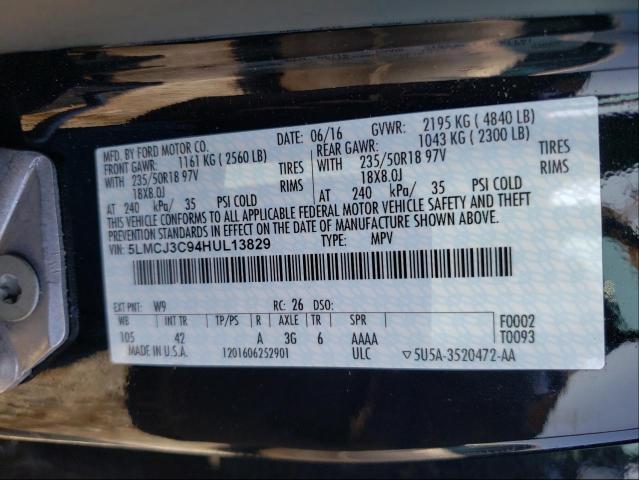 MFD. BY FORD MOTOR CO.
DATE: 06/16 GVWR: 2195 KG ( 4840 LB)
FRONT GAWR: 1161 KG ( 2560 LB) REAR GAWR: 1043 KG ( 2300 LB)
WITH 235/50R18 97V TIRES WITH 235/50R18 97V TIRES
18X8.0J RIMS 18X8.0J RIMS
AT 240 kPa/ 35 PSI COLD AT 240 kPa/ 35 PSI COLD
THIS VEHICLE CONFORMS TO ALL APPLICABLE FEDERAL MOTOR VEHICLE SAFETY AND THEFT
PREVENTION STANDARDS IN EFFECT ON THE DATE OF MANUFACTURE SHOWN ABOVE.
VIN: 5LMCJ3C94HUL13829 TYPE: MPV
EXT PNT: W9 RC: 26 DSO:
WB INT TR TP/PS R AXLE TR SPR F0002
105 42 A 3G 6 AAAA T0093
MADE IN U.S.A. 1201606252901 ULC ▽5U5A-3520472-AA